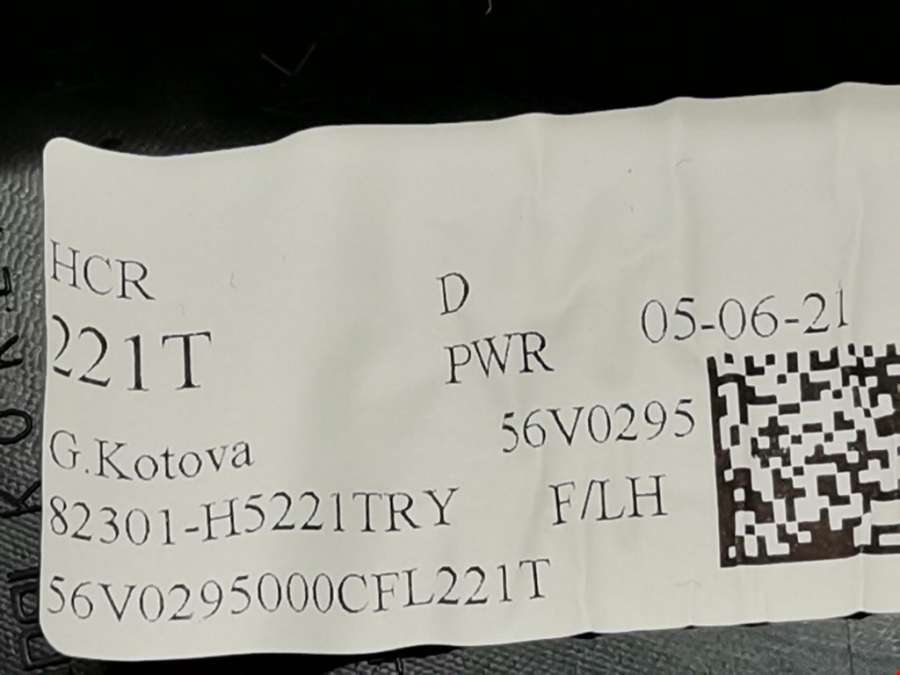 HCR D
221T PWR 05-06-21
G.Kotova 56V0295
82301-H5221TRY F/LH
56V0295000CFL221T